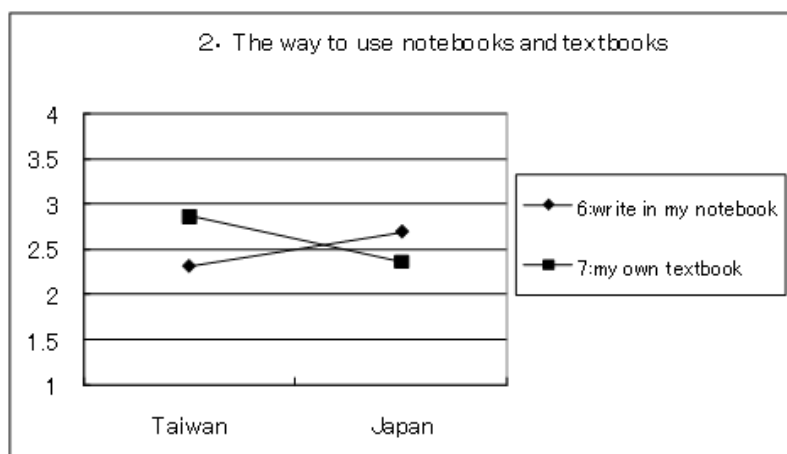 2. The way to use notebooks and textbooks
4
3.5
3
2.5
2
1.5
1
Taiwan
Japan
6:write in my notebook
7:my own textbook